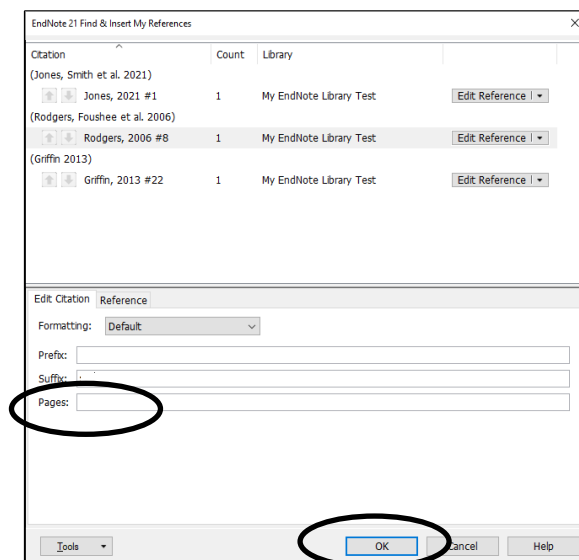 EndNote 21 Find & Insert My References
Citation Count Library
(Jones, Smith et al. 2021)
Jones, 2021 #1 1 My EndNote Library Test Edit Reference
(Rodgers, Foushee et al. 2006)
Rodgers, 2006 #8 1 My EndNote Library Test Edit Reference
(Griffin 2013)
Griffin, 2013 #22 1 My EndNote Library Test Edit Reference
Edit Citation Reference
Formatting: Default
Prefix:
Suffix:
Pages:
Tools OK Cancel Help